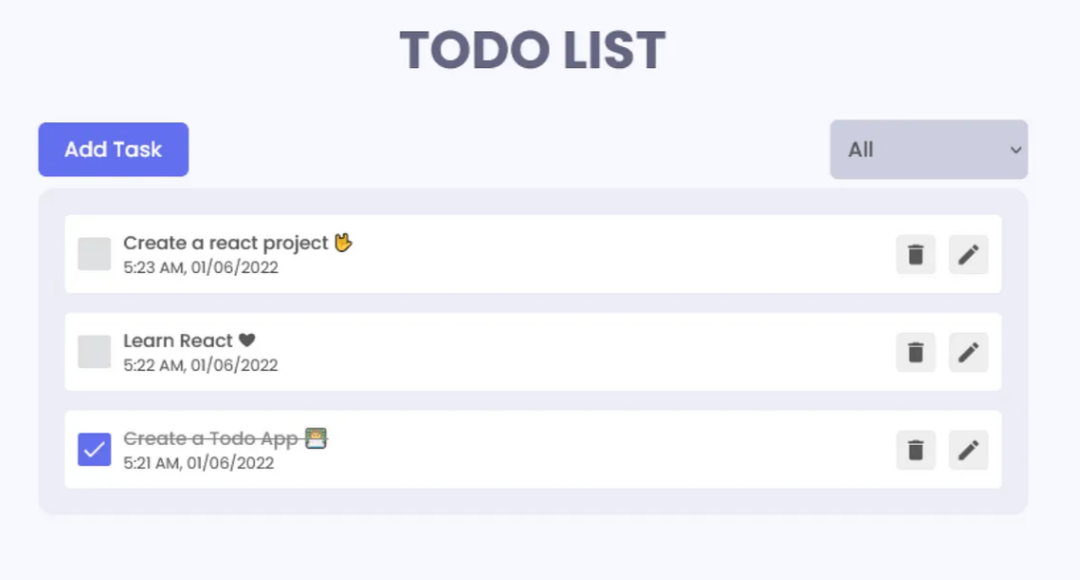 TODO LIST
Add Task
All
Create a react project 🤟
5:23 AM, 01/06/2022
Learn React ♥
5:22 AM, 01/06/2022
Create a Todo App 👨‍💻
5:21 AM, 01/06/2022